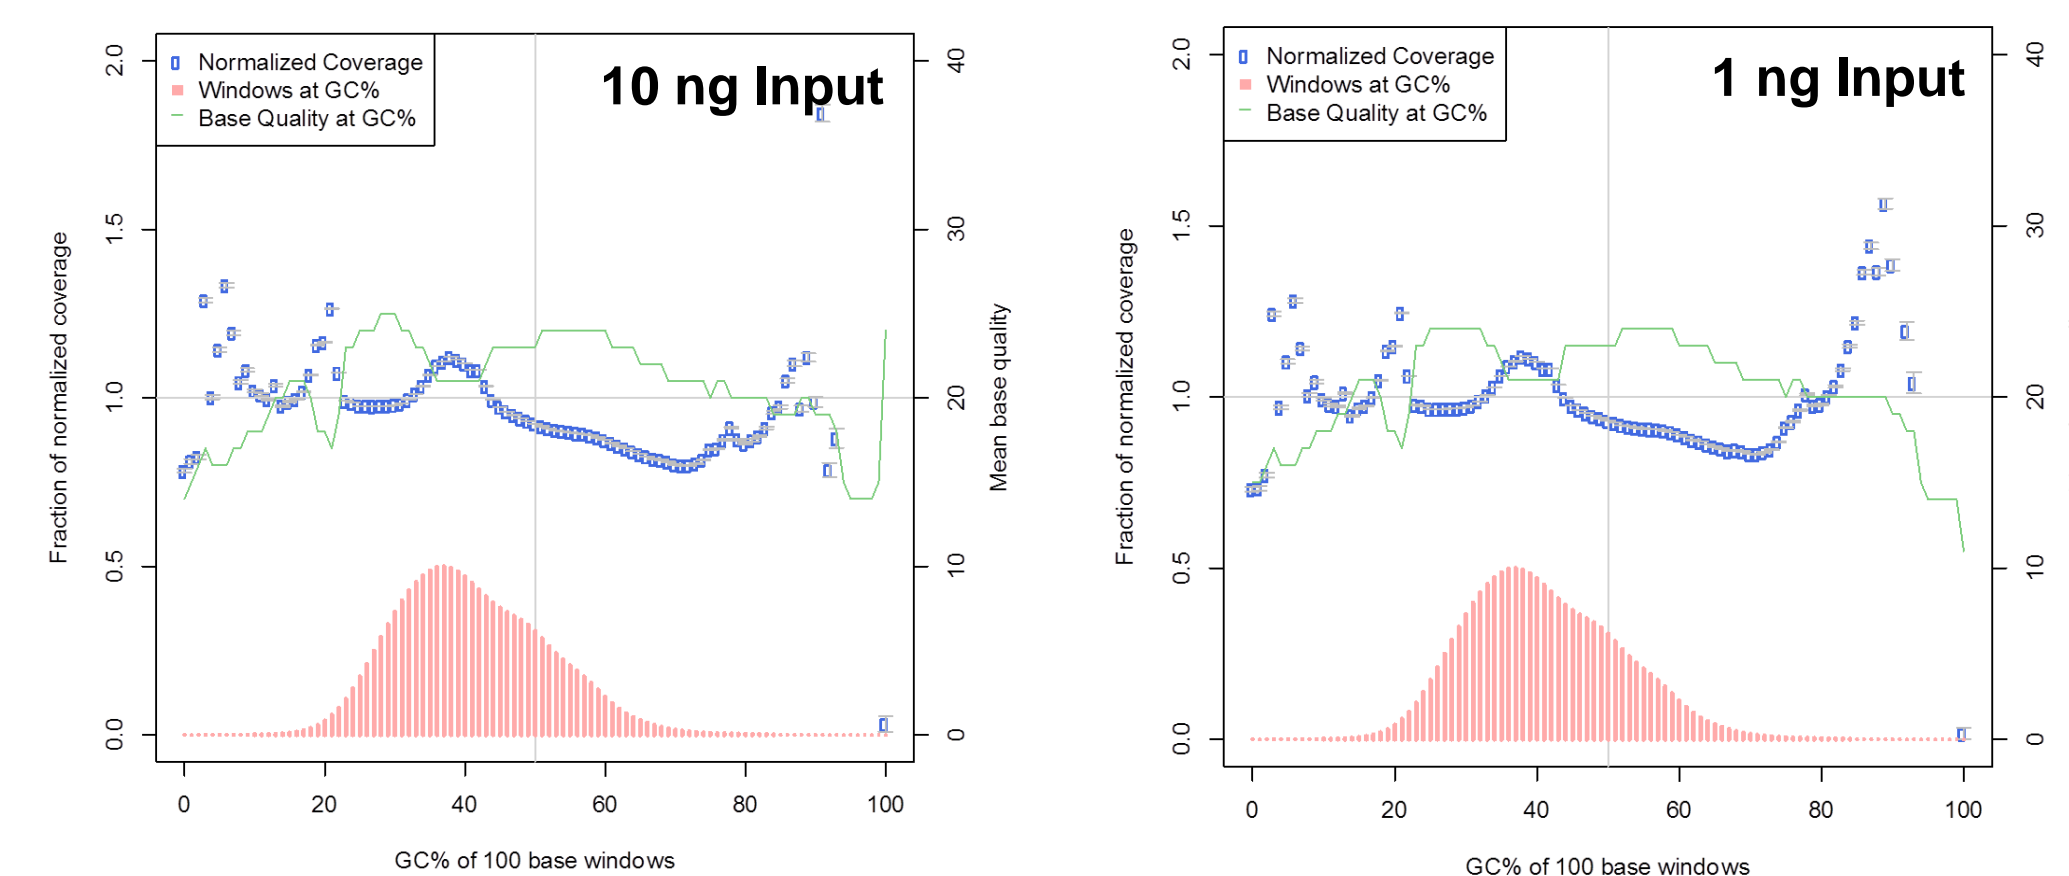 10 ng Input
Normalized Coverage
Windows at GC%
Base Quality at GC%
Fraction of normalized coverage
2.0
1.5
1.0
0.5
0.0
40
30
20
10
0
Mean base quality
0 20 40 60 80 100
GC% of 100 base windows
1 ng Input
Normalized Coverage
Windows at GC%
Base Quality at GC%
Fraction of normalized coverage
2.0
1.5
1.0
0.5
0.0
40
30
20
10
0
0 20 40 60 80 100
GC% of 100 base windows